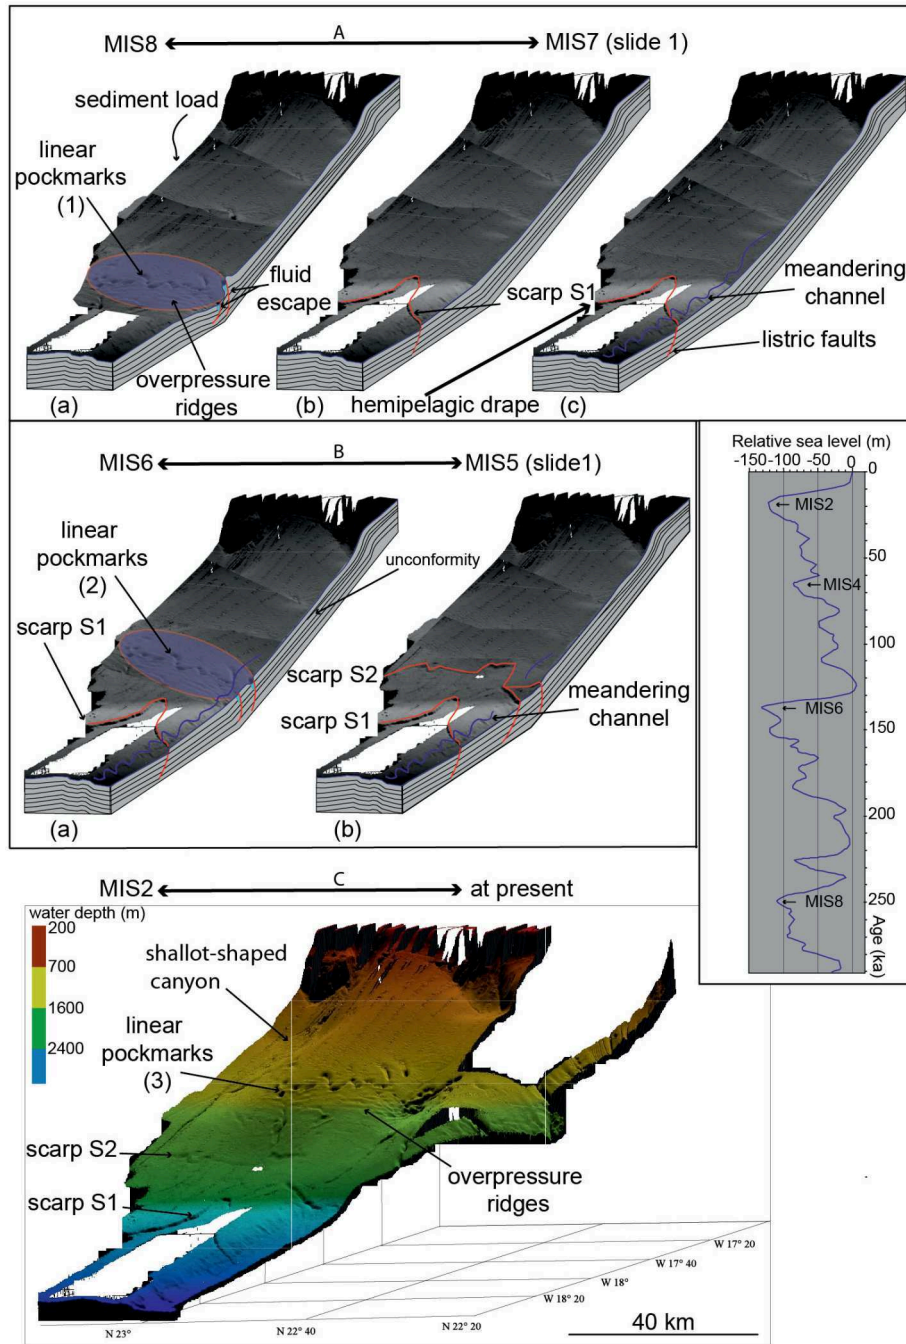 A
MIS8
MIS7 (slide 1)
sediment load
linear
pockmarks
(1)
fluid
escape
overpressure
ridges
(a)
scarp S1
(b)
hemipelagic drape
meandering
channel
listric faults
(c)
B
MIS6
MIS5 (slide1)
linear
pockmarks
(2)
scarp S1
unconformity
(a)
scarp S2
scarp S1
meandering
channel
(b)
Relative sea level (m)
-150 -100 -50 0
0
MIS2
50
MIS4
100
MIS6
150
200
MIS8
250
Age (ka)
C
MIS2
at present
water depth (m)
200
700
1600
2400
shallot-shaped
canyon
linear
pockmarks
(3)
scarp S2
scarp S1
overpressure
ridges
W 17° 20
W 17° 40
W 18°
W 18° 20
N 23°
N 22° 40
N 22° 20
40 km